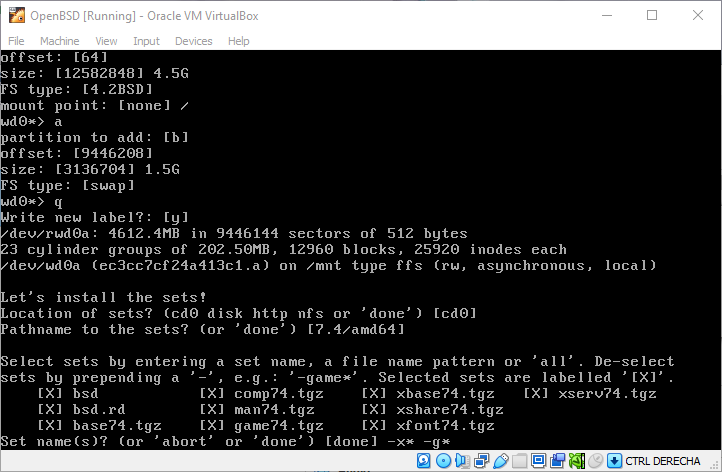 OpenBSD [Running] - Oracle VM VirtualBox
File Machine View Input Devices Help
offset: [64]
size: [12582848] 4.5G
FS type: [4.2BSD]
mount point: [none] /
wd0*> a
partition to add: [b]
offset: [9446208]
size: [3136704] 1.5G
FS type: [swap]
wd0*> q
Write new label?: [y]
/dev/rwd0a: 4612.4MB in 9446144 sectors of 512 bytes
23 cylinder groups of 202.50MB, 12960 blocks, 25920 inodes each
/dev/wd0a (ec3cc7cf24a413c1.a) on /mnt type ffs (rw, asynchronous, local)
Let's install the sets!
Location of sets? (cd0 disk http nfs or 'done') [cd0]
Pathname to the sets? (or 'done') [7.4/amd64]
Select sets by entering a set name, a file name pattern or 'all'. De-select
sets by prepending a '-', e.g.: '-game*'. Selected sets are labelled '[X]'.
[X] bsd [X] comp74.tgz [X] xbase74.tgz [X] xserv74.tgz
[X] bsd.rd [X] man74.tgz [X] xshare74.tgz
[X] base74.tgz [X] game74.tgz [X] xfont74.tgz
Set name(s)? (or 'abort' or 'done') [done] -x* -g*
CTRL DERECHA